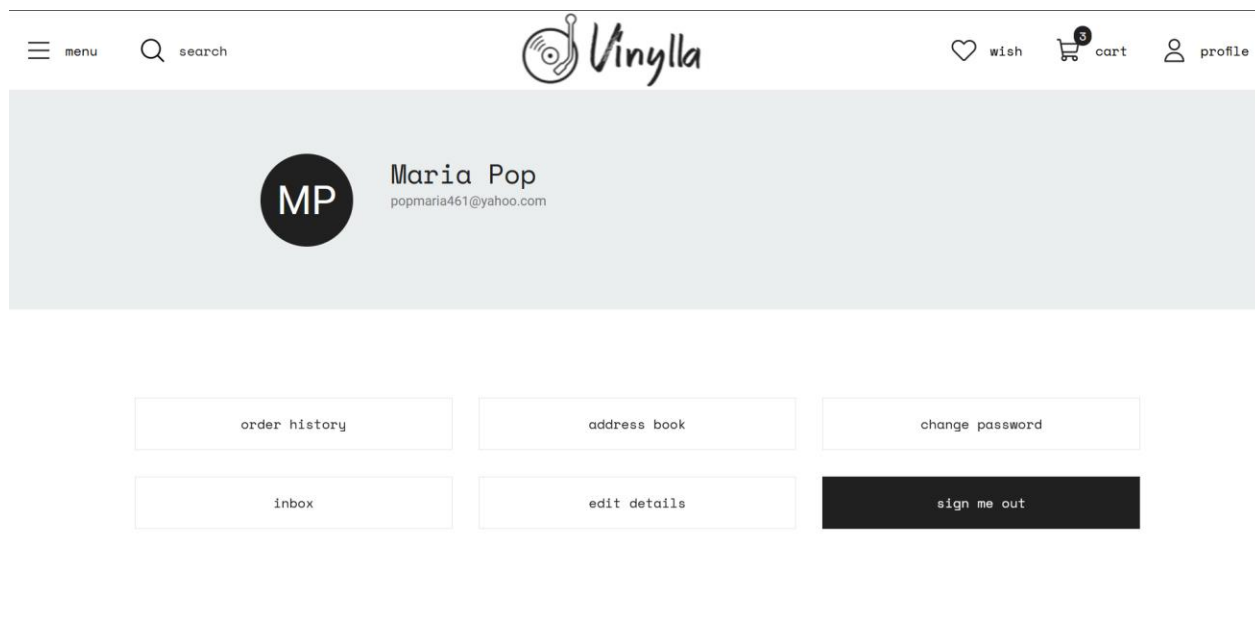 menu search Vinylla wish 3 cart profile
MP Maria Pop
popmaria461@yahoo.com
order history address book change password
inbox edit details sign me out